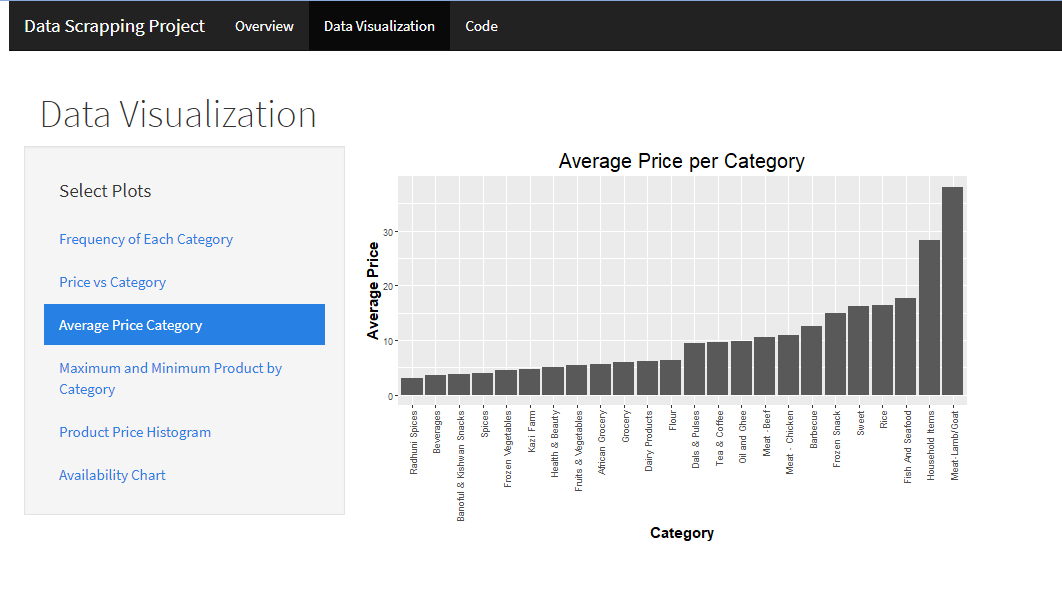 Data Scrapping Project Overview Data Visualization Code
Data Visualization
Select Plots
Frequency of Each Category
Price vs Category
Average Price Category
Maximum and Minimum Product by
Category
Product Price Histogram
Availability Chart
Average Price per Category
Average Price
30
20
10
0
Radhuni Spices
Beverages
Banoful & Kishwan Snacks
Spices
Frozen Vegetables
Kazi Farm
Health & Beauty
Fruits & Vegetables
African Grocery
Grocery
Dairy Products
Flour
Dals & Pulses
Tea & Coffee
Oil and Ghee
Meat -Beef
Meat - Chicken
Barbecue
Frozen Snack
Sweet
Rice
Fish And Seafood
Household Items
Meat-Lamb/Goat
Category